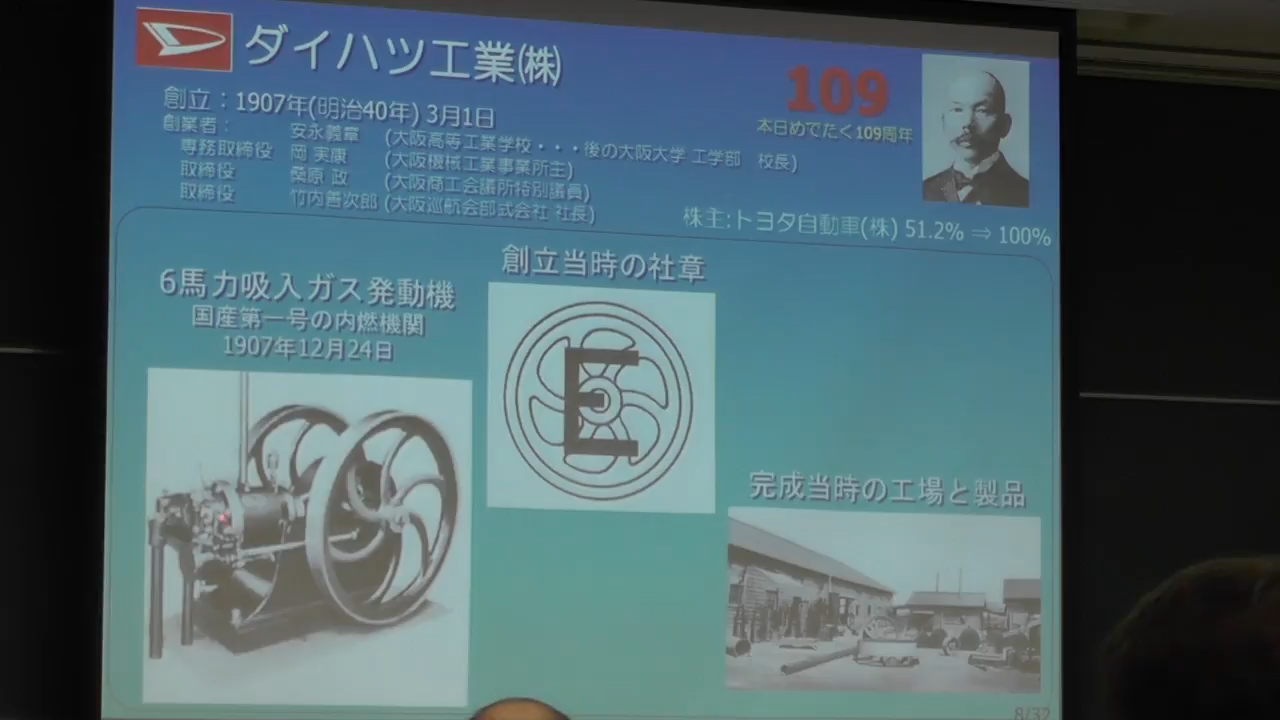 ダイハツ工業㈱
109
本日めでたく109周年
創立：1907年(明治40年) 3月1日
創業者： 安永義章 (大阪高等工業学校・・・後の大阪大学 工学部 校長)
専務取締役 岡 実康 (大阪機械工業事業所主)
取締役 桑原 政 (大阪商工会議所特別議員)
取締役 竹内善次郎 (大阪巡航会部式会社 社長)
株主:トヨタ自動車(株) 51.2% ⇒ 100%
6馬力吸入ガス発動機
国産第一号の内燃機関
1907年12月24日
創立当時の社章
E
完成当時の工場と製品
8/32